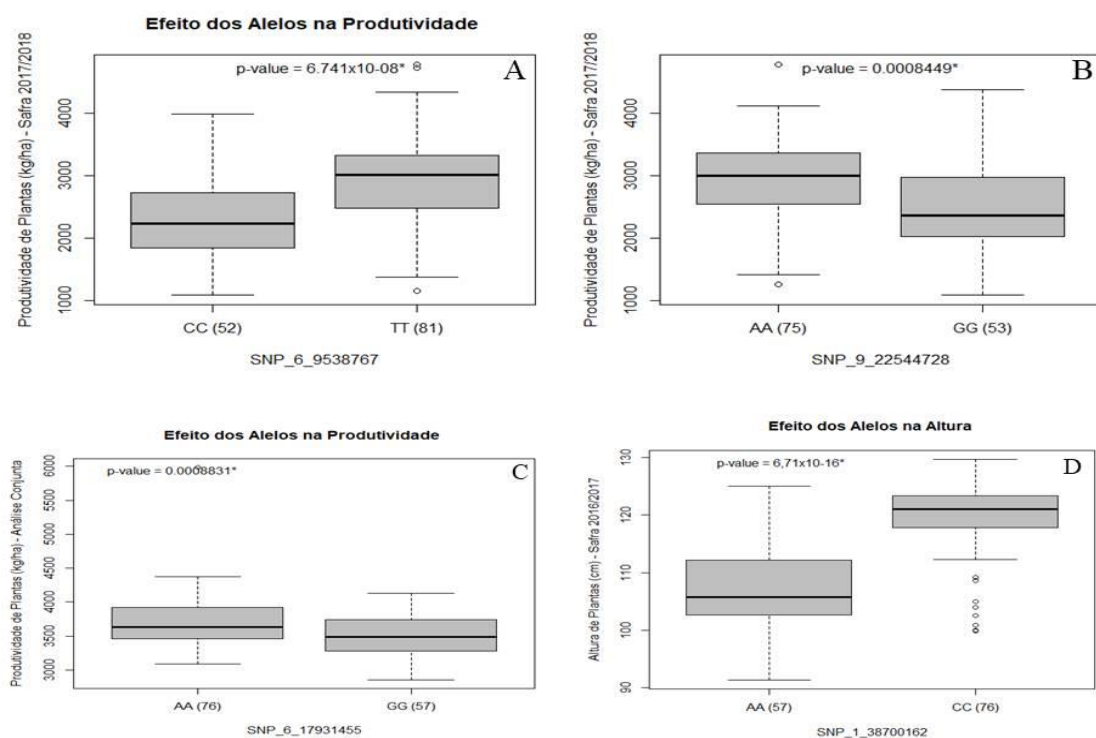 Efeito dos Alelos na Produtividade
p-value = 6.741x10-08*
A
Produtividade de Plantas (kg/ha) - Safra 2017/2018
4000
3000
2000
1000
CC (52)
TT (81)
SNP_6_9538767
p-value = 0.0008449*
B
Produtividade de Plantas (kg/ha) - Safra 2017/2018
4000
3000
2000
1000
AA (75)
GG (53)
SNP_9_22544728
Efeito dos Alelos na Produtividade
p-value = 0.0008831*
C
Produtividade de Plantas (kg/ha) - Análise Conjunta
6000
5500
5000
4500
4000
3500
3000
AA (76)
GG (57)
SNP_6_17931455
Efeito dos Alelos na Altura
p-value = 6,71x10-16*
D
Altura de Plantas (cm) - Safra 2016/2017
130
120
110
100
90
AA (57)
CC (76)
SNP_1_38700162